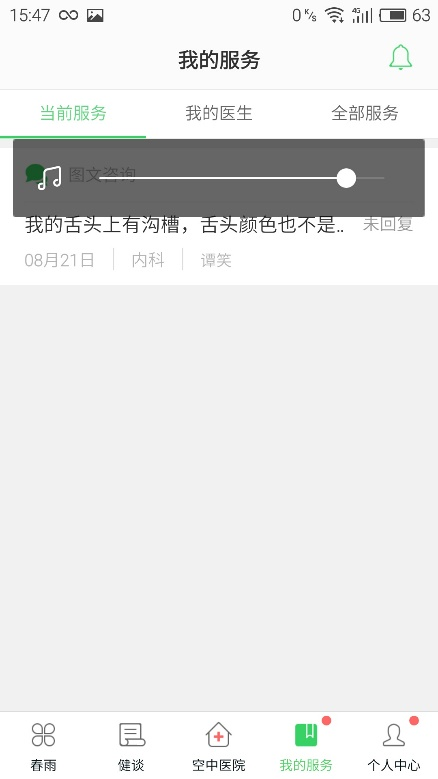 15:47 0 K/s 4G 63
我的服务
当前服务 我的医生 全部服务
图文咨询
我的舌头上有沟槽，舌头颜色也不是.. 未回复
08月21日 内科 谭笑
春雨 健谈 空中医院 我的服务 个人中心